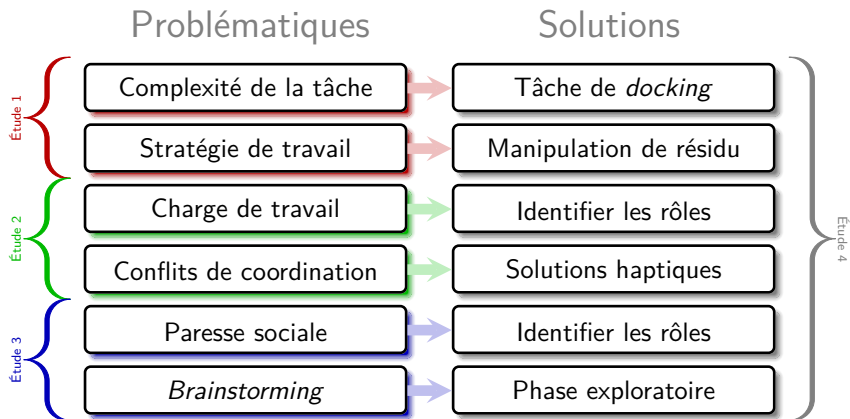 Problématiques
Solutions
Étude 1
Complexité de la tâche
Tâche de docking
Stratégie de travail
Manipulation de résidu
Étude 2
Charge de travail
Identifier les rôles
Conflits de coordination
Solutions haptiques
Étude 3
Paresse sociale
Identifier les rôles
Brainstorming
Phase exploratoire
Étude 4